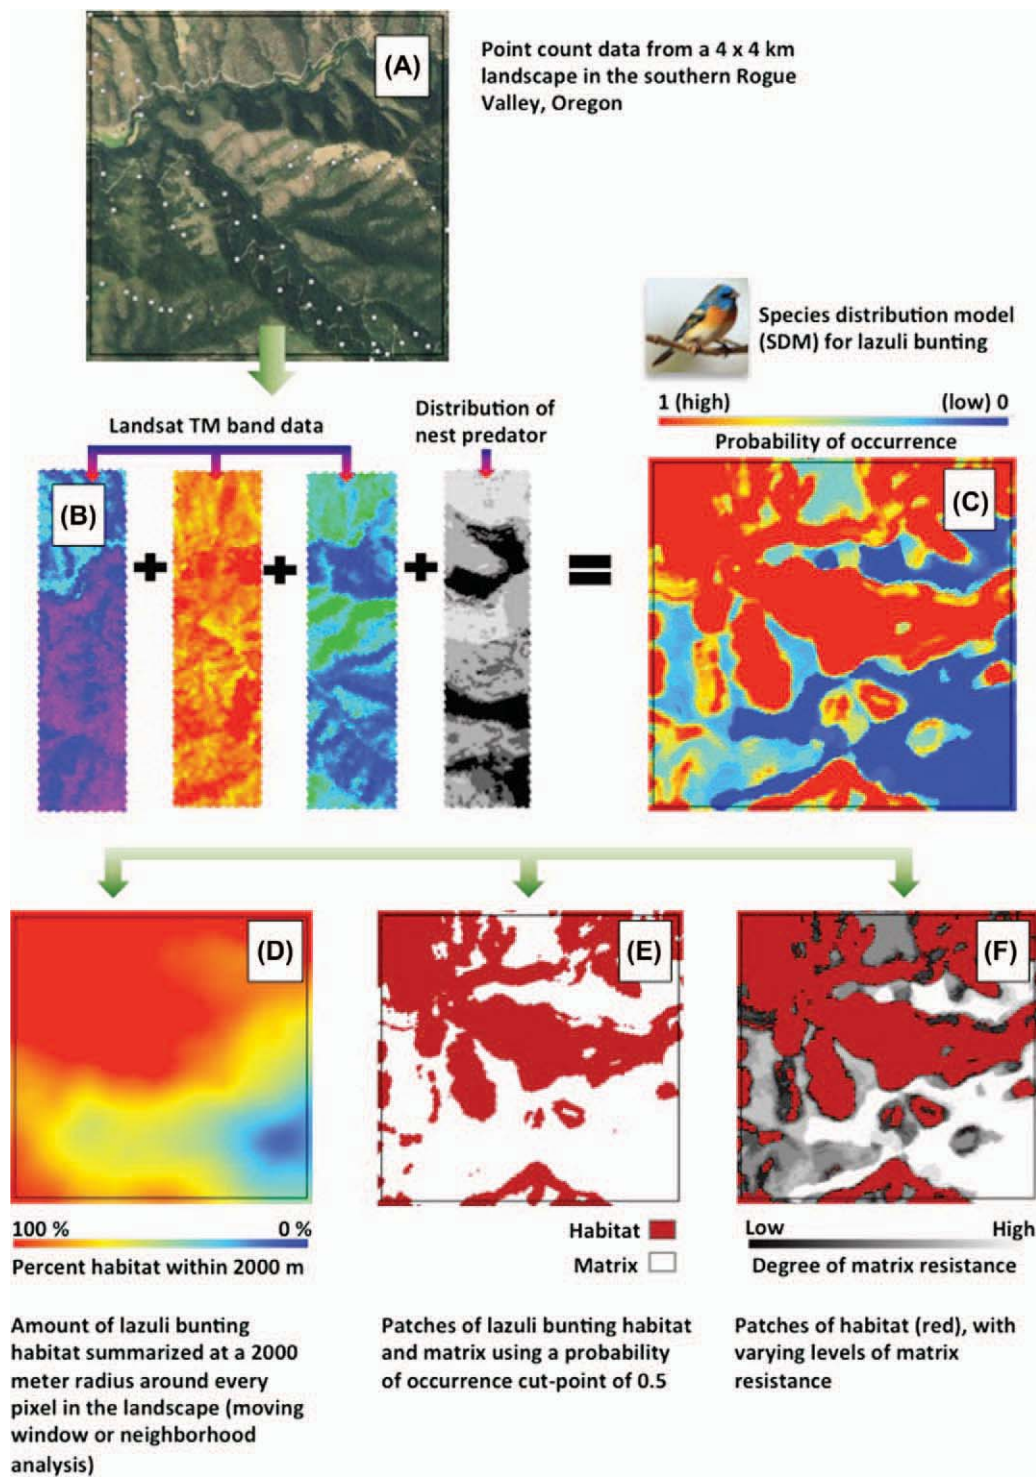 (A)
Point count data from a 4 x 4 km
landscape in the southern Rogue
Valley, Oregon
Species distribution model
(SDM) for lazuli bunting
Landsat TM band data
Distribution of
nest predator
1 (high)
(low) 0
Probability of occurrence
(B)
(C)
(D)
(E)
(F)
100 %
0 %
Percent habitat within 2000 m
Habitat
Matrix
Low
High
Degree of matrix resistance
Amount of lazuli bunting
habitat summarized at a 2000
meter radius around every
pixel in the landscape (moving
window or neighborhood
analysis)
Patches of lazuli bunting habitat
and matrix using a probability
of occurrence cut-point of 0.5
Patches of habitat (red), with
varying levels of matrix
resistance